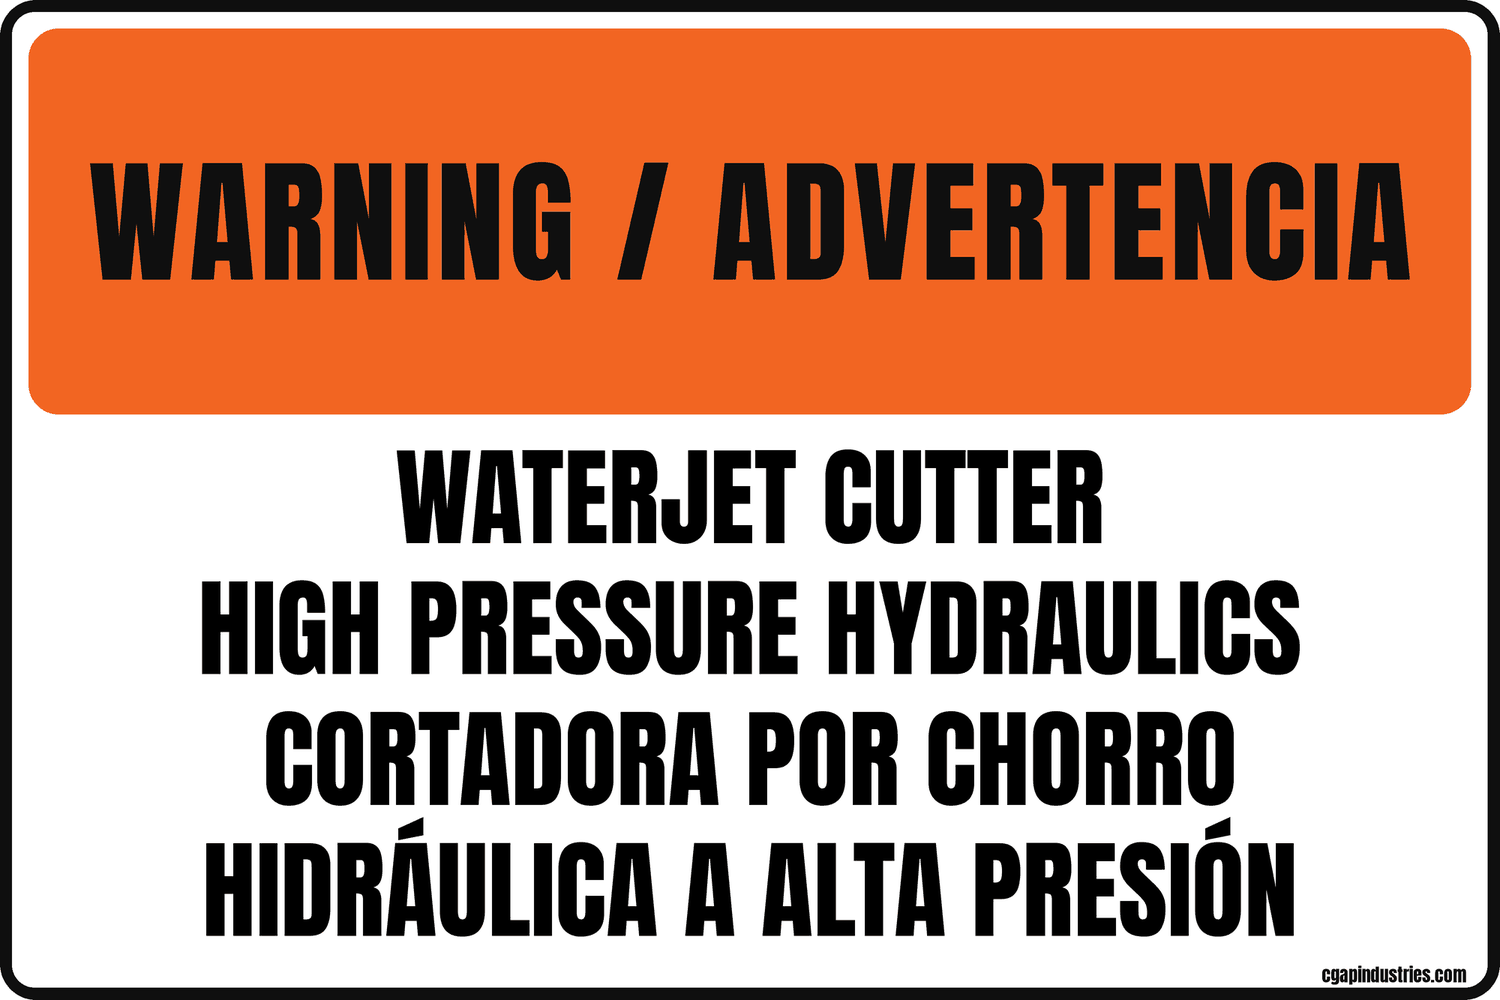 WARNING / ADVERTENCIA
WATERJET CUTTER
HIGH PRESSURE HYDRAULICS
CORTADORA POR CHORRO
HIDRÁULICA A ALTA PRESIÓN
cgapindustries.com